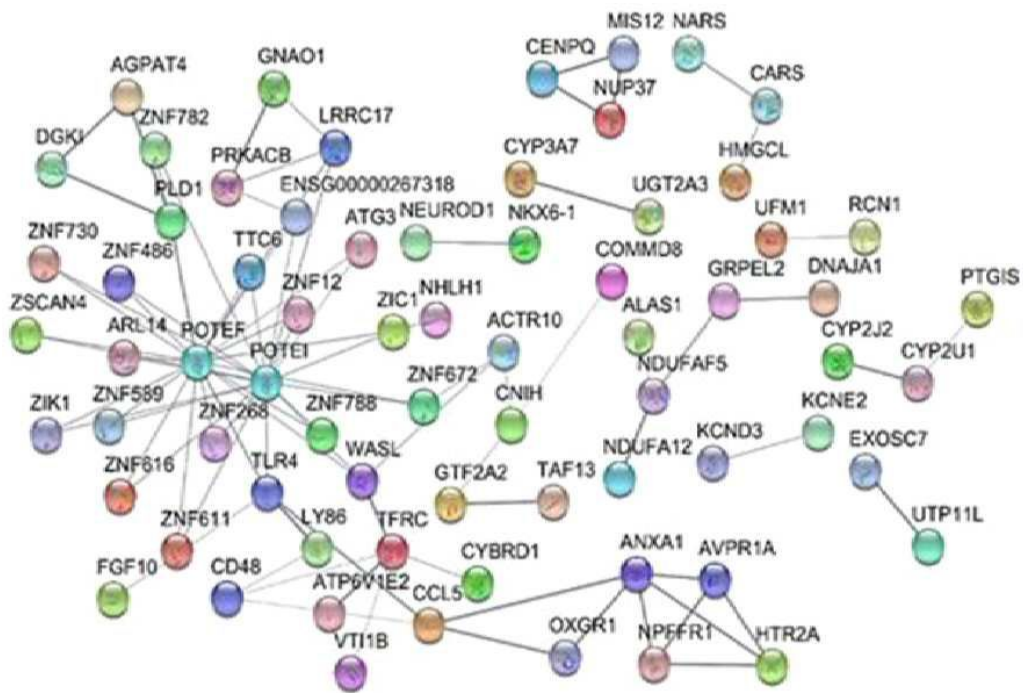 MIS12
NARS
CENPQ
GNAO1
AGPAT4
CARS
NUP37
ZNF782
LRRC17
DGKI
PRKACB
CYP3A7
HMGCL
PLD1
ENSG00000267318
UGT2A3
ATG3
NEUROD1
NKX6-1
UFM1
RCN1
ZNF730
ZNF486
TTC6
COMMD8
GRPEL2
DNAJA1
PTGIS
ZSCAN4
ZNF12
ZIC1
NHLH1
ALAS1
ARL14
POTEF
ACTR10
CYP2J2
POTEI
NDUFAF5
CYP2U1
ZNF672
CNIH
ZIK1
ZNF589
ZNF268
ZNF788
KCNE2
WASL
NDUFA12
KCND3
EXOSC7
ZNF616
TLR4
GTF2A2
TAF13
ZNF611
LY86
TFRC
UTP11L
FGF10
CD48
CYBRD1
ANXA1
AVPR1A
ATP6V1E2
CCL5
OXGR1
NPFFR1
HTR2A
VTI1B